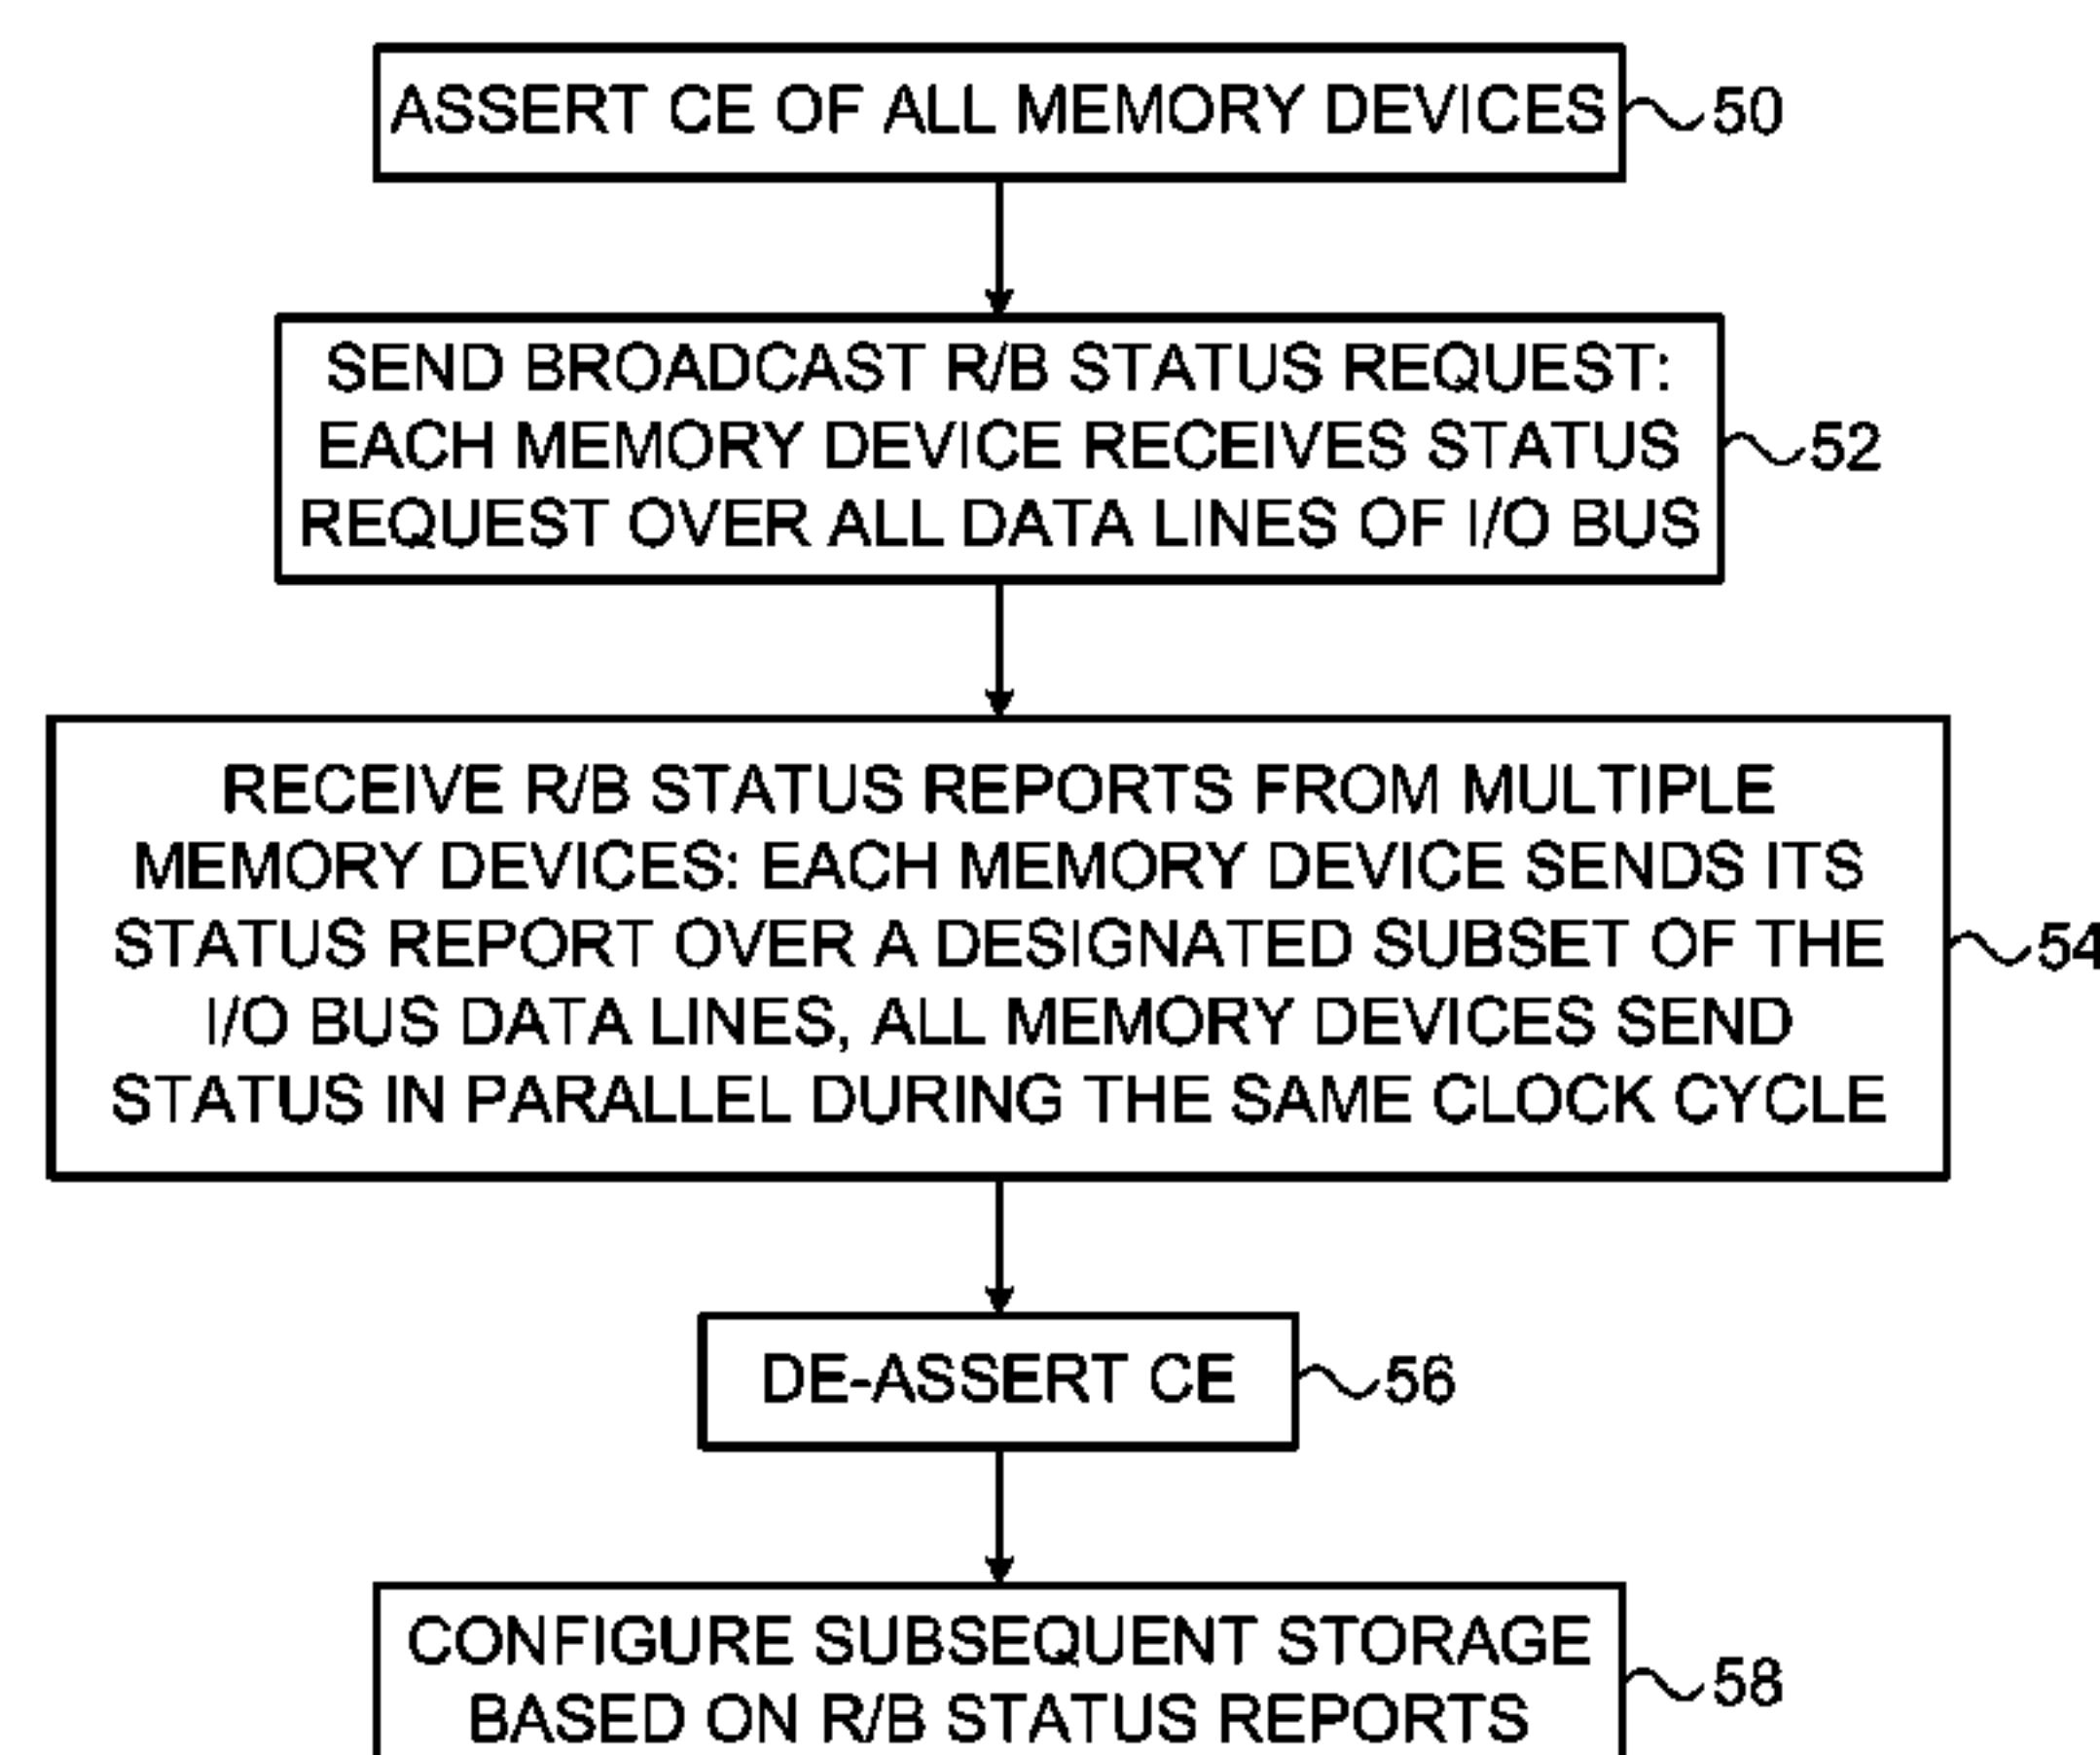 ASSERT CE OF ALL MEMORY DEVICES
50
SEND BROADCAST R/B STATUS REQUEST:
EACH MEMORY DEVICE RECEIVES STATUS
REQUEST OVER ALL DATA LINES OF I/O BUS
52
RECEIVE R/B STATUS REPORTS FROM MULTIPLE
MEMORY DEVICES: EACH MEMORY DEVICE SENDS ITS
STATUS REPORT OVER A DESIGNATED SUBSET OF THE
I/O BUS DATA LINES, ALL MEMORY DEVICES SEND
STATUS IN PARALLEL DURING THE SAME CLOCK CYCLE
54
DE-ASSERT CE
56
CONFIGURE SUBSEQUENT STORAGE
BASED ON R/B STATUS REPORTS
58